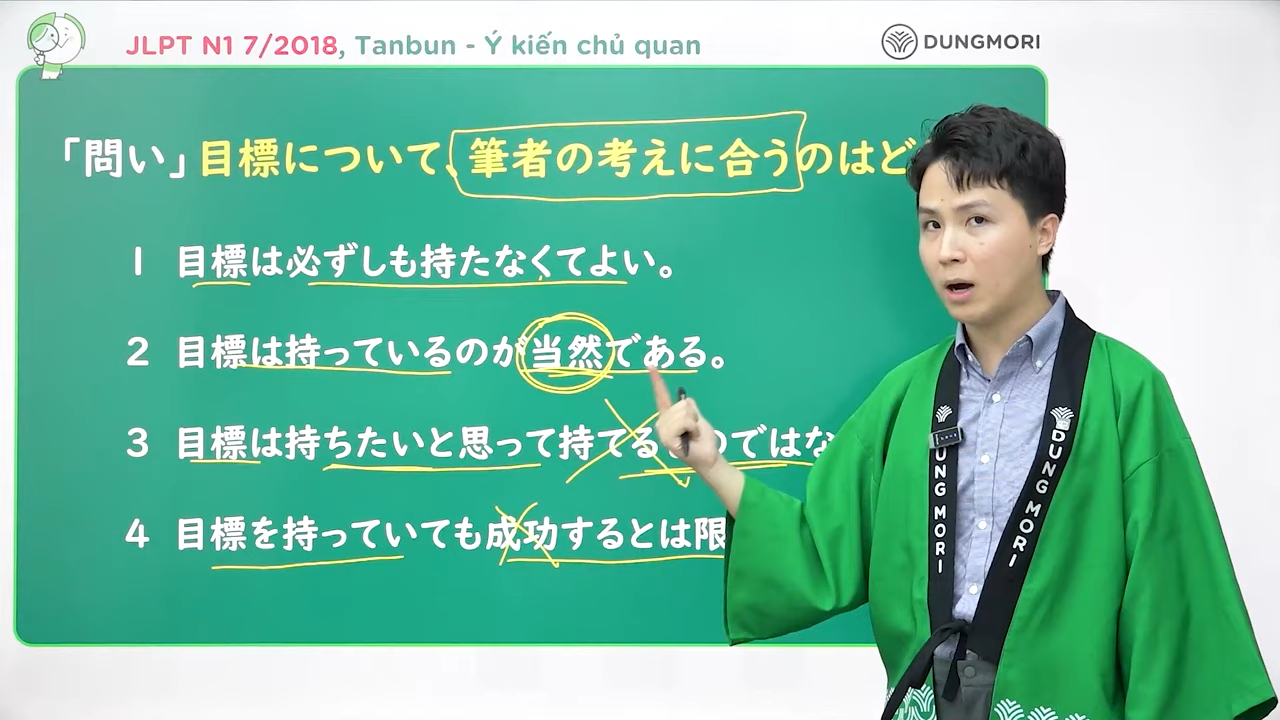 JLPT N1 7/2018, Tanbun - Ý kiến chủ quan
DUNGMORI
「問い」目標について、筆者の考えに合うのはど
1 目標は必ずしも持たなくてよい。
2 目標は持っているのが当然である。
3 目標は持ちたいと思って持てるものではな
4 目標を持っていても成功するとは限
DUNG MORI
DUNG MORI